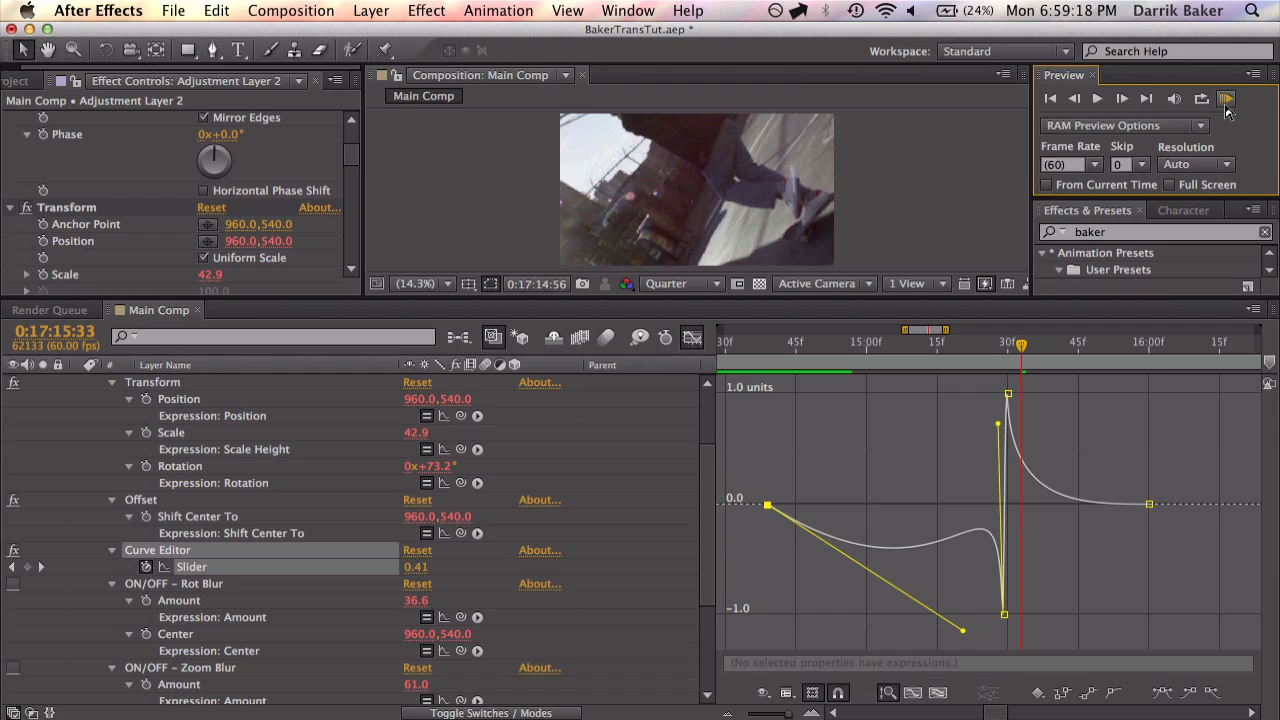 After Effects File Edit Composition Layer Effect Animation View Window Help (24%) Mon 6:59:18 PM Darrik Baker
BakerTransTut.aep *
Workspace: Standard Search Help
oject Effect Controls: Adjustment Layer 2 Composition: Main Comp Preview
Main Comp • Adjustment Layer 2 Main Comp
Mirror Edges
Phase 0x+0.0°
RAM Preview Options
Frame Rate Skip Resolution
(60) 0 Auto
Horizontal Phase Shift
From Current Time Full Screen
Transform Reset About...
Effects & Presets Character
Anchor Point 960.0,540.0
baker
Position 960.0,540.0
Uniform Scale
Animation Presets
Scale 42.9
User Presets
100.0
(14.3%) 0:17:14:56 Quarter Active Camera 1 View
Render Queue Main Comp
0:17:15:33
62133 (60.00 fps)
30f 45f 15:00f 15f 30f 45f 16:00f 15f
# Layer Name Parent
Transform Reset About...
1.0 units
Position 960.0,540.0
Expression: Position
Scale 42.9
Expression: Scale Height
Rotation 0x+73.2°
Expression: Rotation
Offset Reset About...
0.0
Shift Center To 960.0,540.0
Expression: Shift Center To
Curve Editor Reset About...
Slider 0.41
ON/OFF - Rot Blur Reset About...
Amount 36.6
-1.0
Expression: Amount
Center 960.0,540.0
Expression: Center
(No selected properties have expressions.)
ON/OFF - Zoom Blur Reset About...
Amount 61.0
Expression: Amount
Toggle Switches / Modes